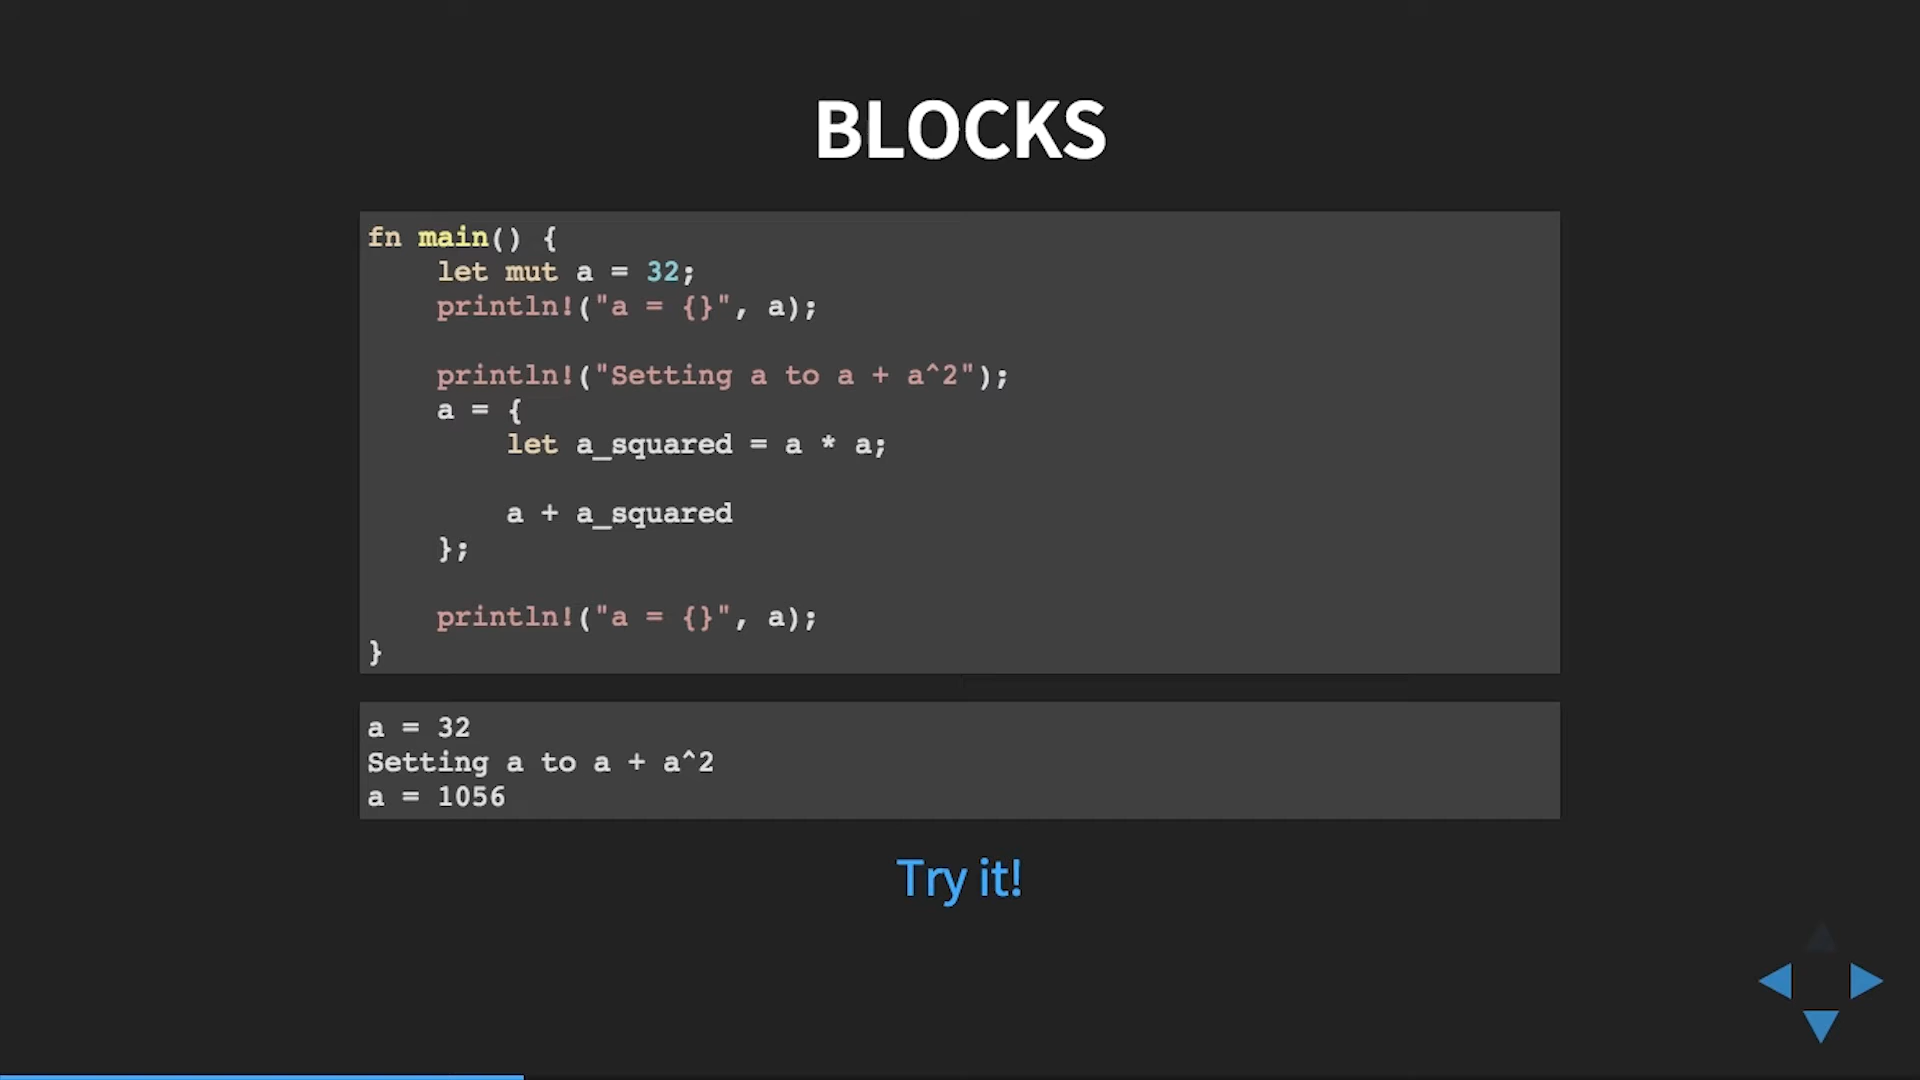 BLOCKS
fn main() {
    let mut a = 32;
    println!("a = {}", a);
    println!("Setting a to a + a^2");
    a = {
        let a_squared = a * a;
        a + a_squared
    };
    println!("a = {}", a);
}
a = 32
Setting a to a + a^2
a = 1056
Try it!